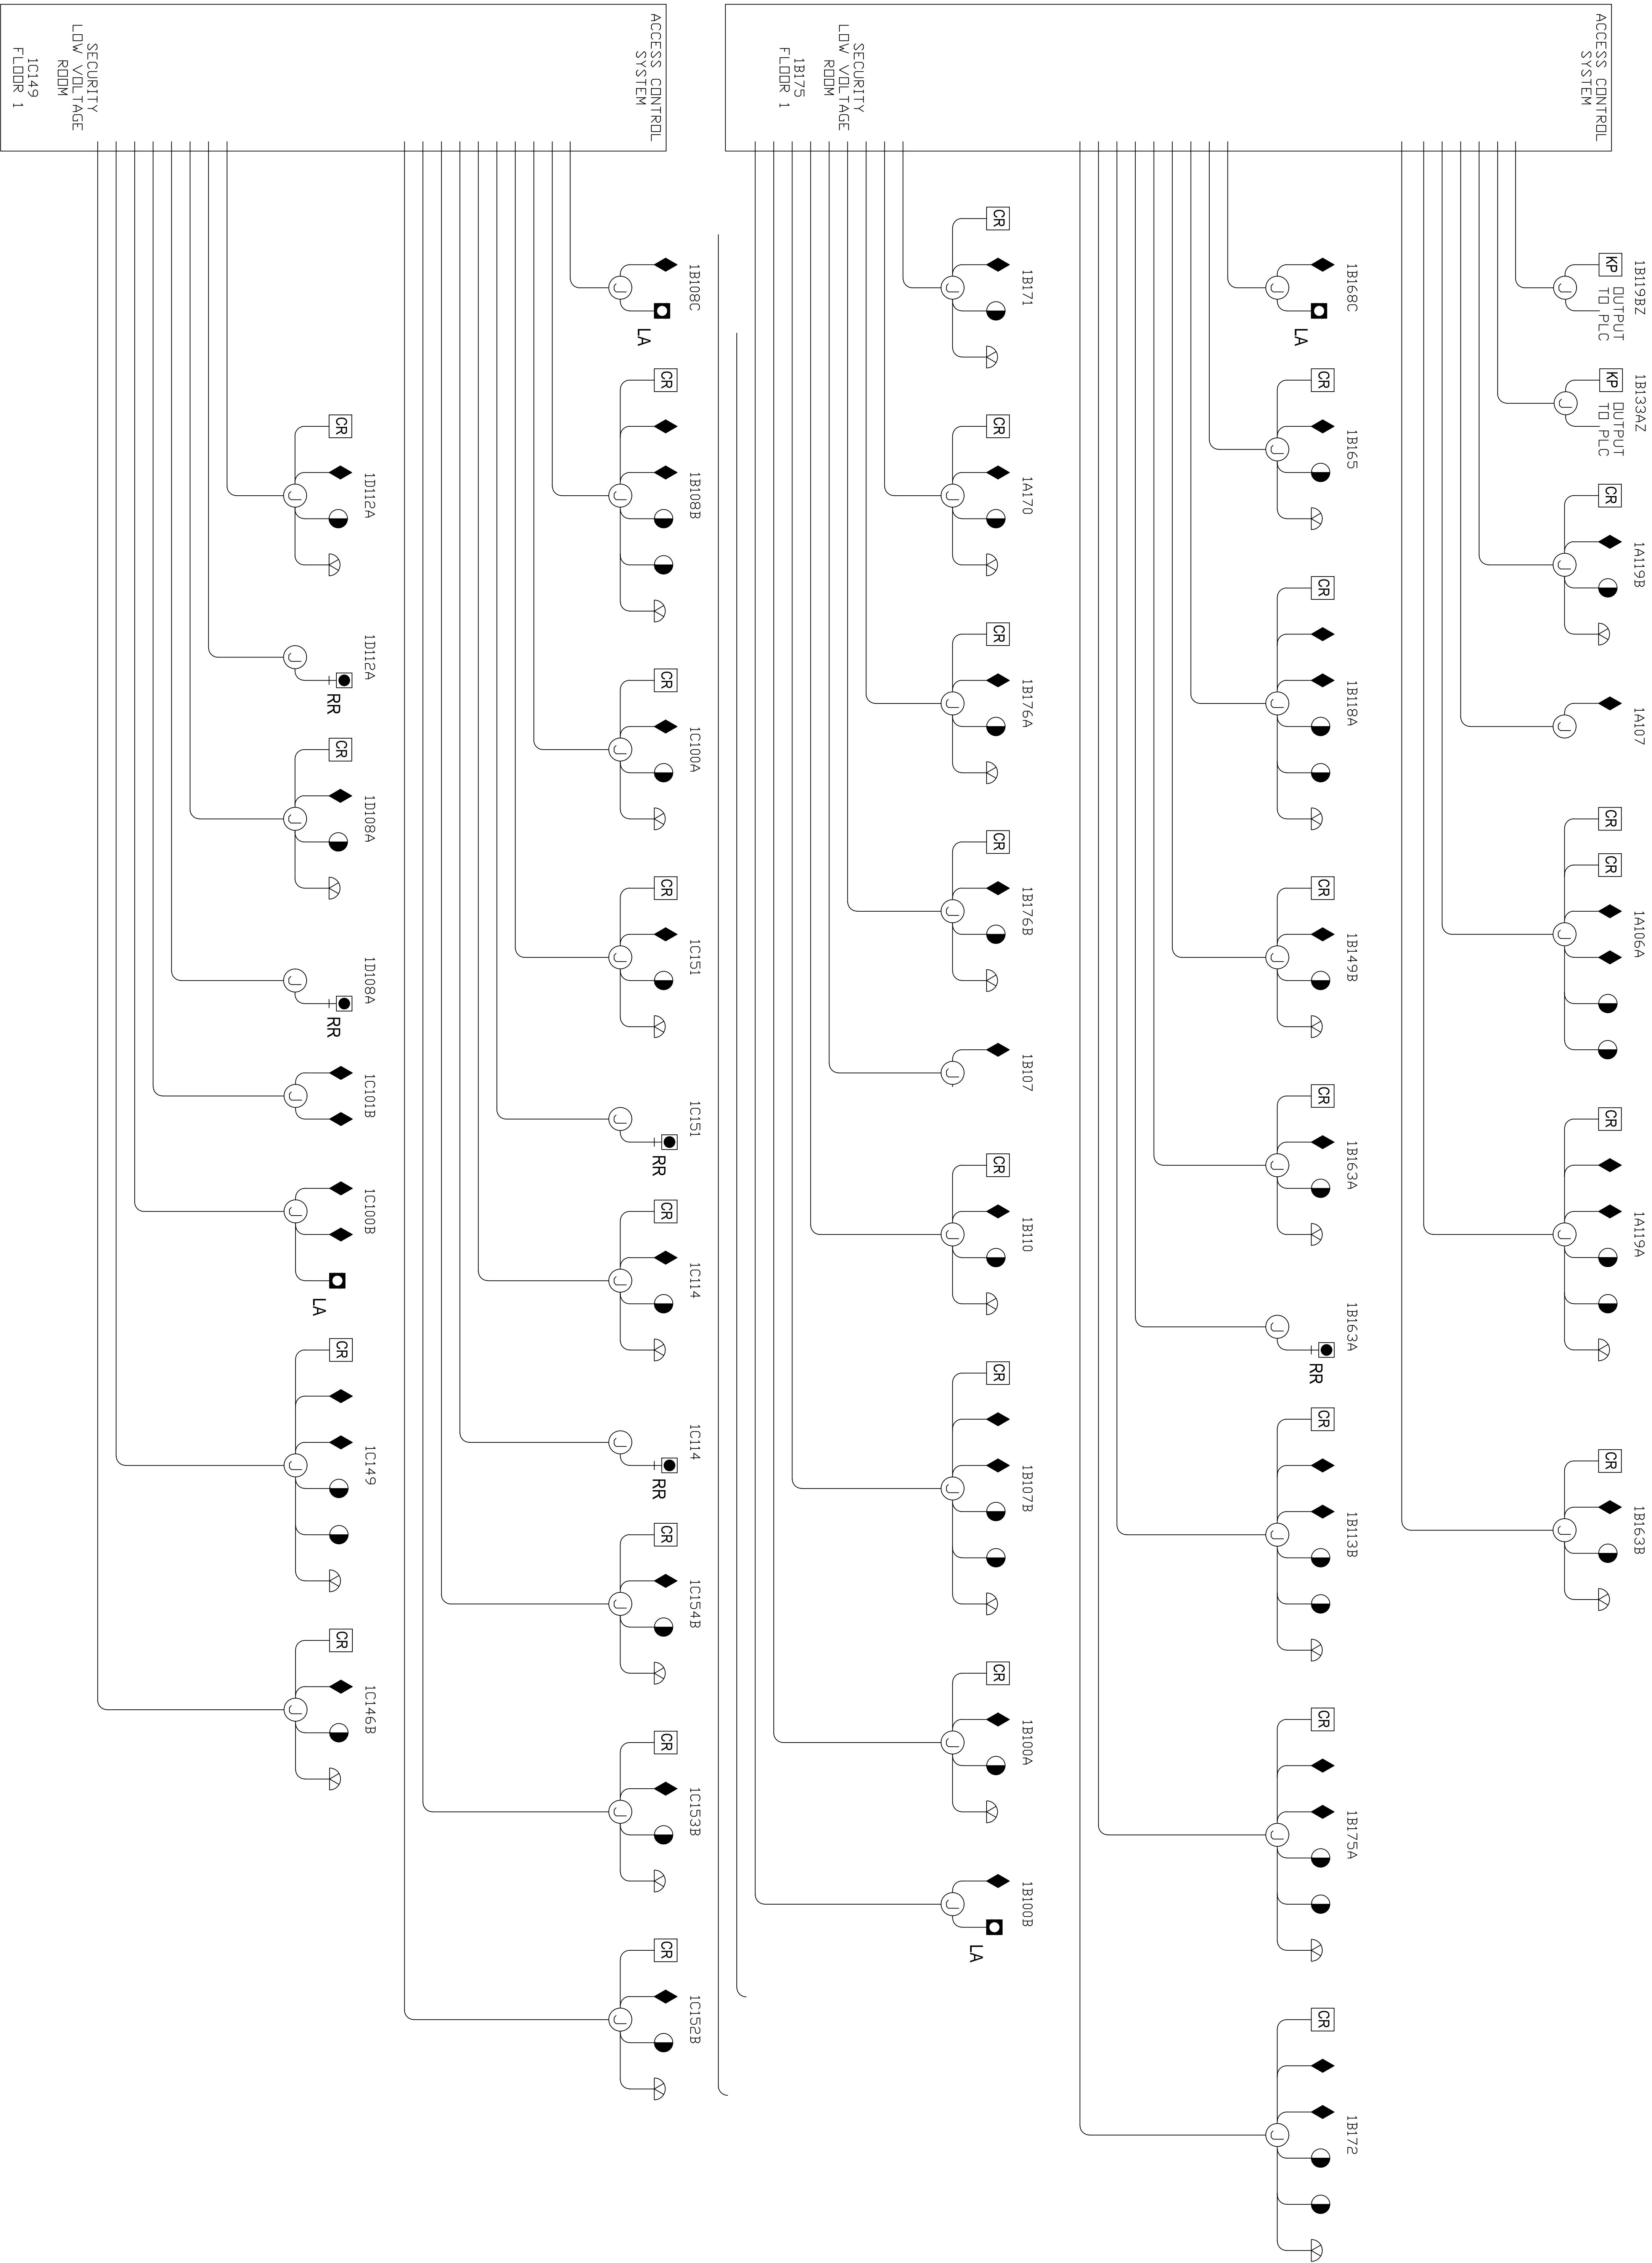 ACCESS CONTROL
SYSTEM
SECURITY
LOW VOLTAGE
ROOM
1B175
FLOOR 1
1B119BZ
KP
OUTPUT
TO PLC
J
1B133AZ
KP
OUTPUT
TO PLC
J
1A119B
CR
J
1A107
J
1A106A
CR
CR
J
1A119A
CR
J
1B163B
CR
J
1B168C
J
LA
1B165
CR
J
1B118A
CR
J
1B149B
CR
J
1B163A
CR
J
1B163A
J
RR
1B113B
CR
J
1B175A
CR
J
1B172
CR
J
1B171
CR
J
1A170
CR
J
1B176A
CR
J
1B176B
CR
J
1B107
J
1B110
CR
J
1B107B
CR
J
1B100A
CR
J
1B100B
J
LA
ACCESS CONTROL
SYSTEM
SECURITY
LOW VOLTAGE
ROOM
1C149
FLOOR 1
1B108C
J
LA
1B108B
CR
J
1C100A
CR
J
1C151
CR
J
1C151
J
RR
1C114
CR
J
1C114
J
RR
1C154B
CR
J
1C153B
CR
J
1C152B
CR
J
1D112A
CR
J
1D112A
J
RR
1D108A
CR
J
1D108A
J
RR
1C101B
J
1C100B
J
LA
1C149
CR
J
1C146B
CR
J